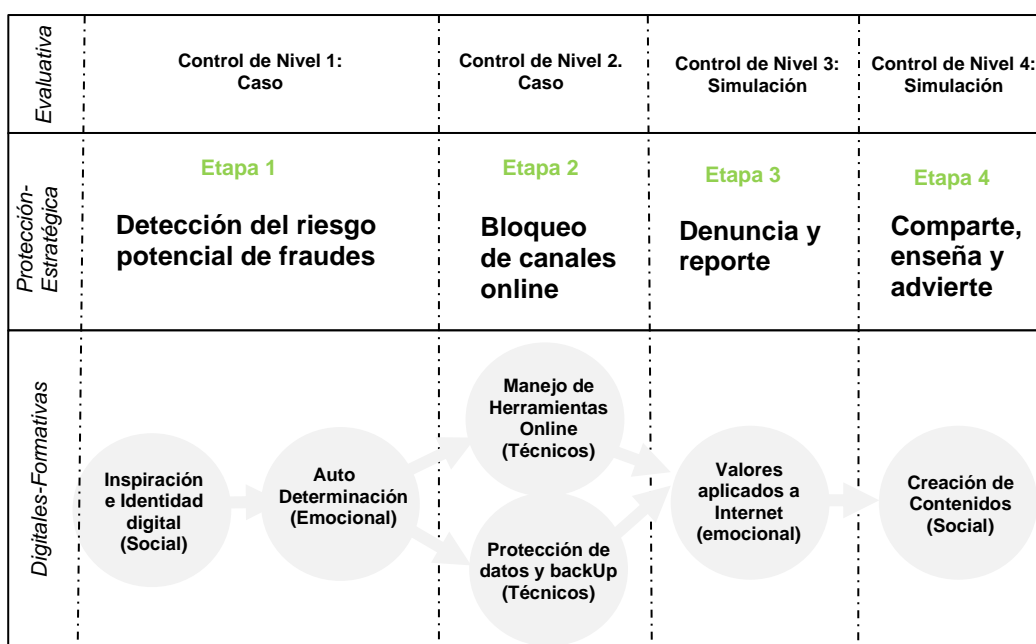 Evaluativa
Control de Nivel 1:
Caso
Control de Nivel 2.
Caso
Control de Nivel 3:
Simulación
Control de Nivel 4:
Simulación
Protección-
Estratégica
Etapa 1
Detección del riesgo
potencial de fraudes
Etapa 2
Bloqueo
de canales
online
Etapa 3
Denuncia y
reporte
Etapa 4
Comparte,
enseña y
advierte
Digitales-Formativas
Inspiración
e Identidad
digital
(Social)
Auto
Determinación
(Emocional)
Manejo de
Herramientas
Online
(Técnicos)
Protección de
datos y backUp
(Técnicos)
Valores
aplicados a
Internet
(emocional)
Creación de
Contenidos
(Social)